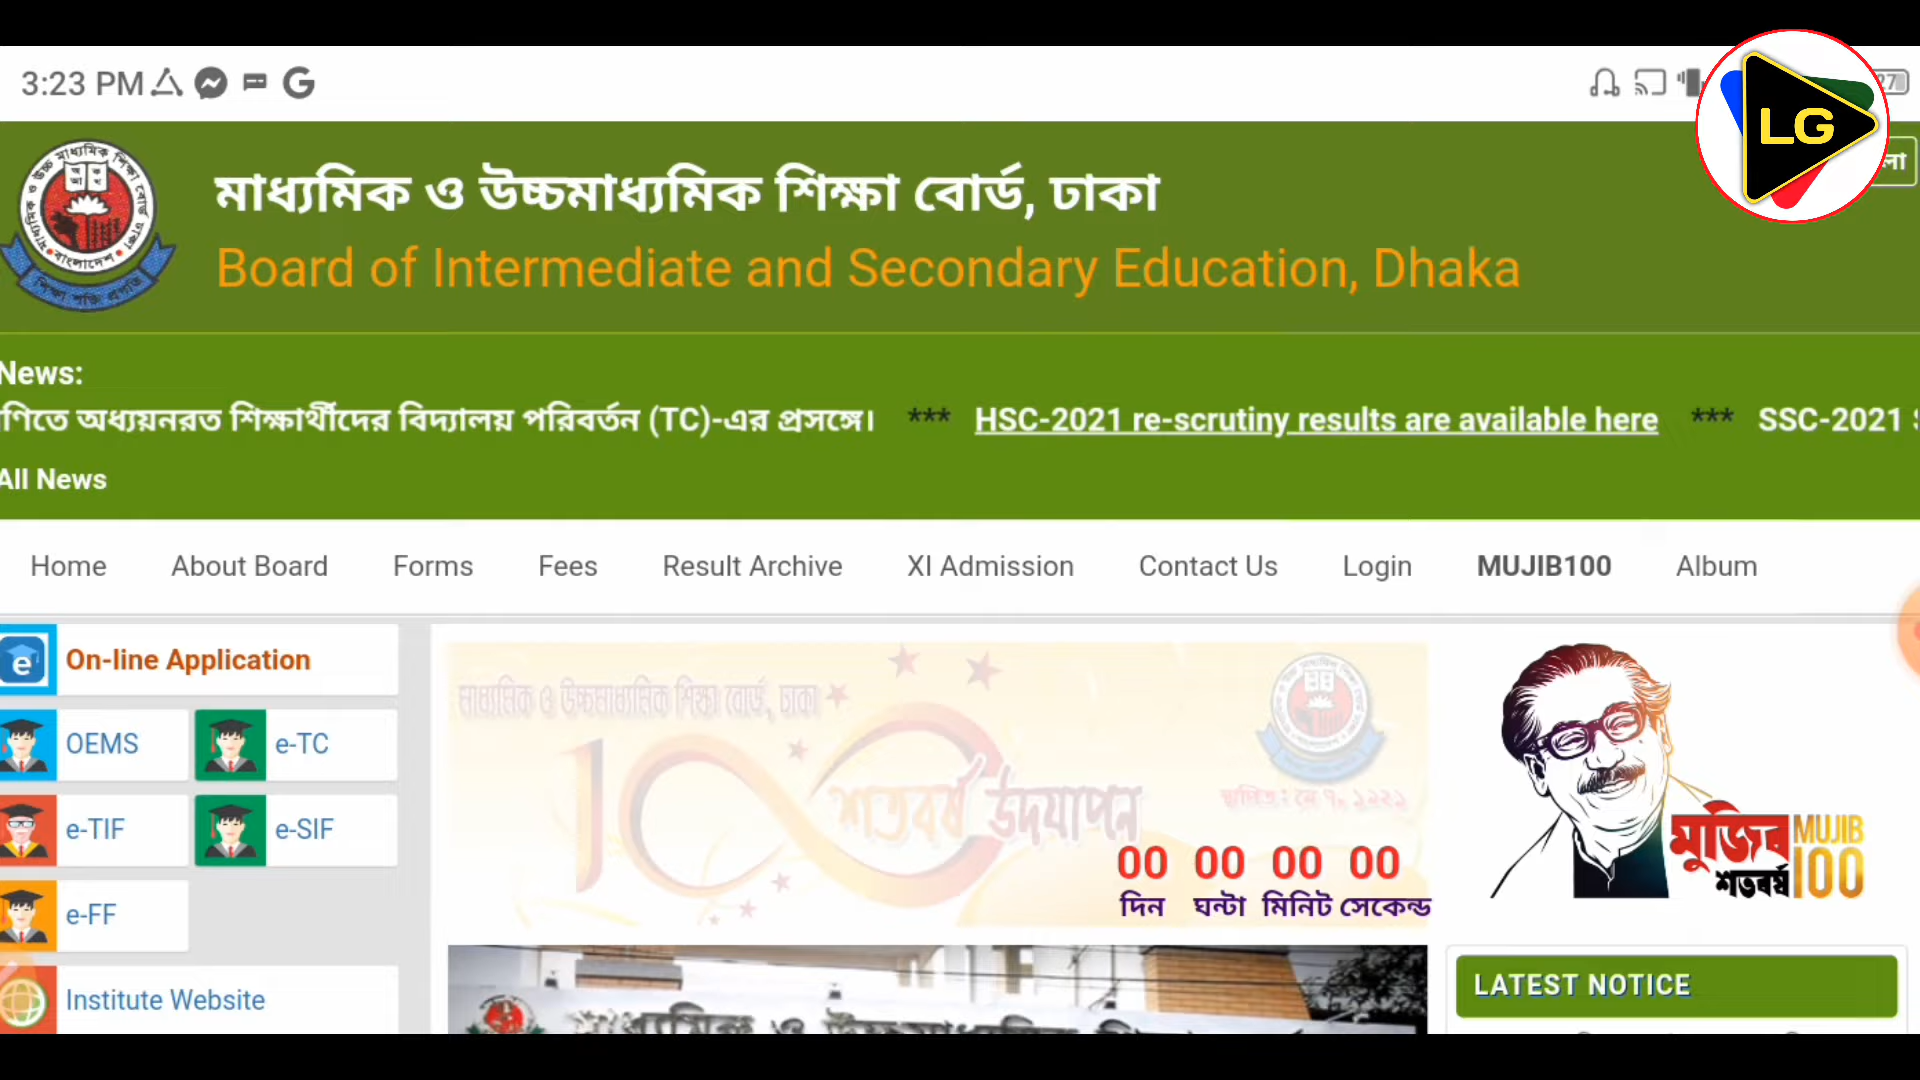 3:23 PM
27
LG
লা
মাধ্যমিক ও উচ্চমাধ্যমিক শিক্ষা বোর্ড, ঢাকা
Board of Intermediate and Secondary Education, Dhaka
News:
ণিতে অধ্যয়নরত শিক্ষার্থীদের বিদ্যালয় পরিবর্তন (TC)-এর প্রসঙ্গে। *** HSC-2021 re-scrutiny results are available here *** SSC-2021
All News
Home About Board Forms Fees Result Archive XI Admission Contact Us Login MUJIB100 Album
On-line Application
OEMS e-TC
e-TIF e-SIF
e-FF
Institute Website
মাধ্যমিক ও উচ্চমাধ্যমিক শিক্ষা বোর্ড, ঢাকা
100
শতবর্ষ উদযাপন
স্থাপিত : মে ৭, ১৯২১
00 00 00 00
দিন ঘন্টা মিনিট সেকেন্ড
মুজিব শতবর্ষ
MUJIB 100
LATEST NOTICE